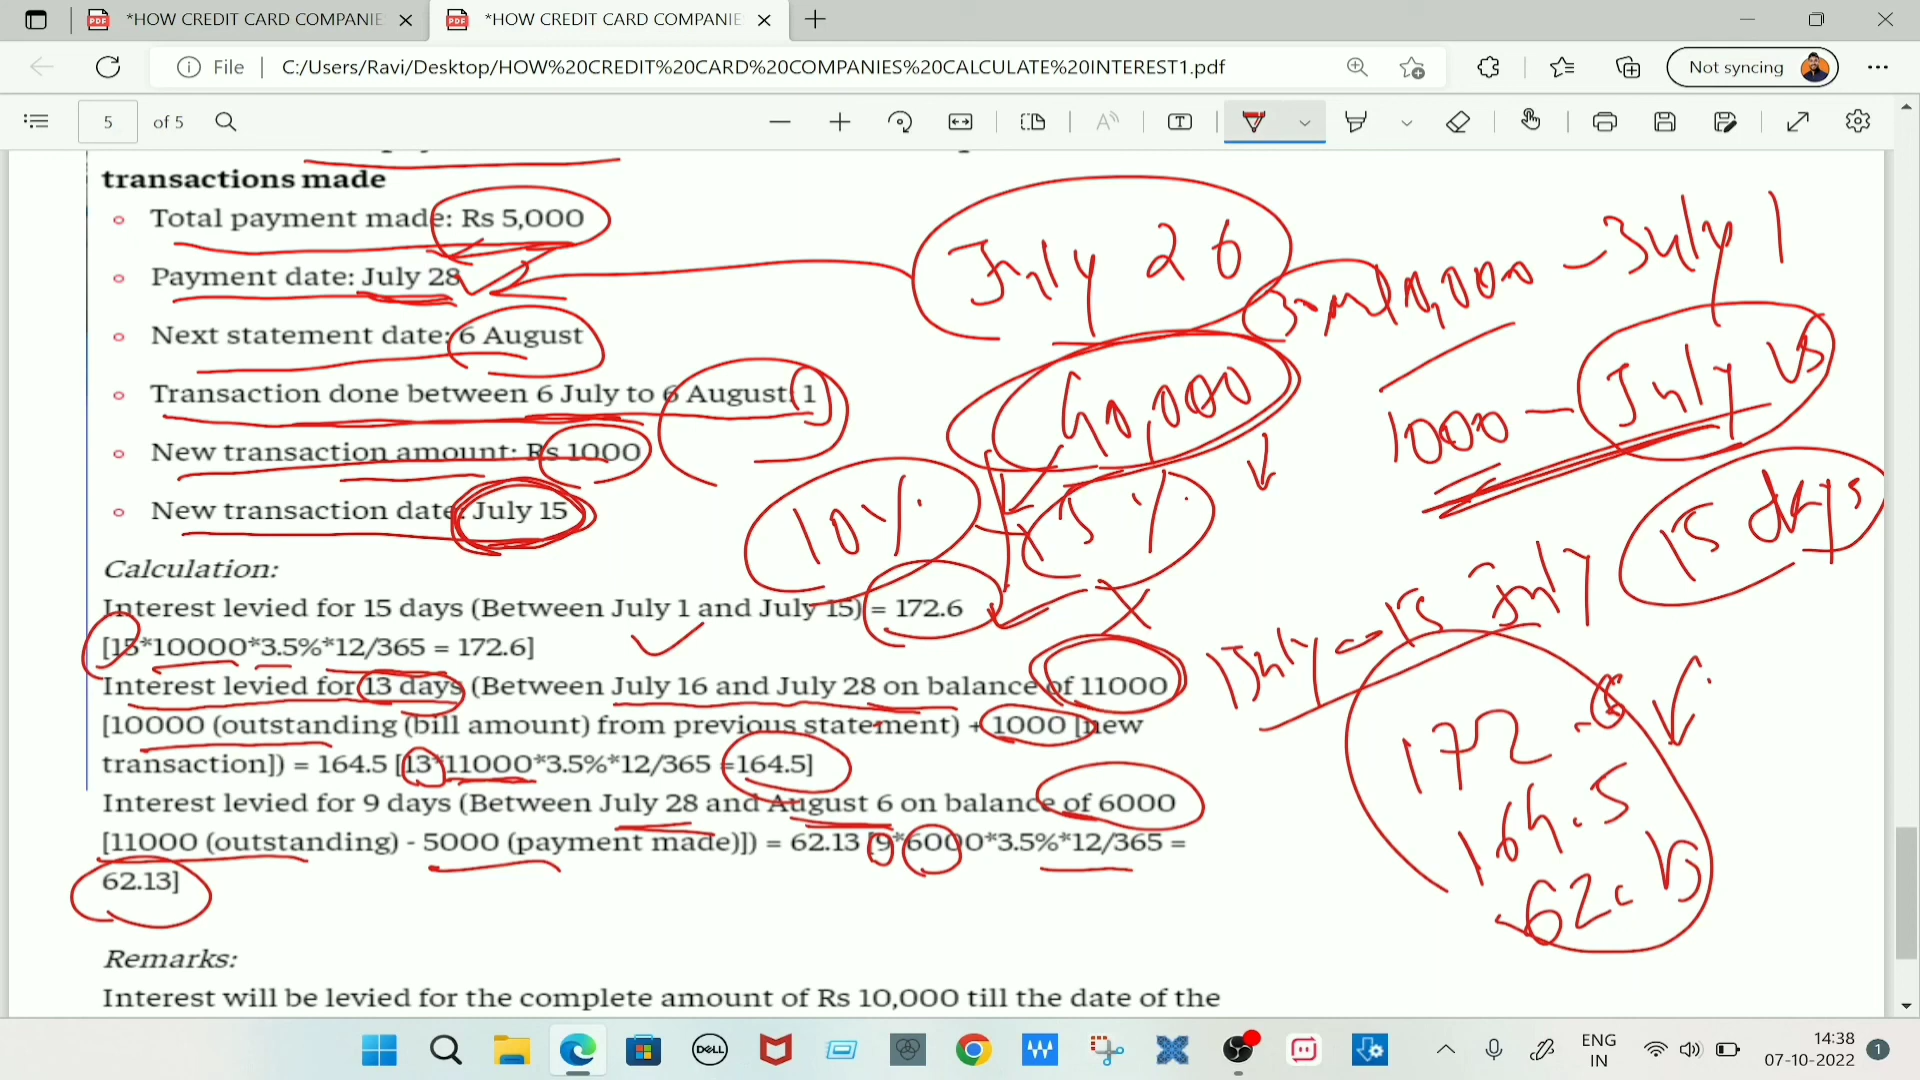 *HOW CREDIT CARD COMPANIE
*HOW CREDIT CARD COMPANIE
File
C:/Users/Ravi/Desktop/HOW%20CREDIT%20CARD%20COMPANIES%20CALCULATE%20INTEREST1.pdf
Not syncing
5 of 5
transactions made
Total payment made: Rs 5,000
Payment date: July 28
Next statement date: 6 August
Transaction done between 6 July to 6 August: 1
New transaction amount: Rs 1000
New transaction date: July 15
July 26
10,000 - July 1
40,000
1000 - July 15
10%
15 days
1 July - 15 July
Calculation:
Interest levied for 15 days (Between July 1 and July 15) = 172.6
[15*10000*3.5%*12/365 = 172.6]
Interest levied for 13 days (Between July 16 and July 28 on balance of 11000
[10000 (outstanding (bill amount) from previous statement) + 1000 [new
transaction]) = 164.5 [13*11000*3.5%*12/365 =164.5]
Interest levied for 9 days (Between July 28 and August 6 on balance of 6000
[11000 (outstanding) - 5000 (payment made)]) = 62.13 [9*6000*3.5%*12/365 =
62.13]
172.6
164.5
62.13
Remarks:
Interest will be levied for the complete amount of Rs 10,000 till the date of the
DELL
ENG
IN
14:38
07-10-2022
1